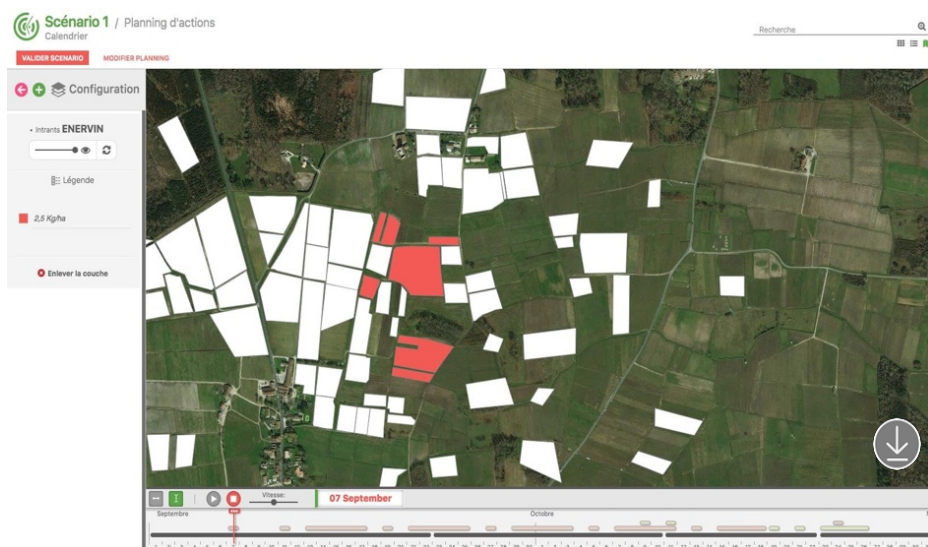 Scénario 1 / Planning d'actions
Calendrier
Recherche
VALIDER SCENARIO
MODIFIER PLANNING
Configuration
• Intrants ENERVIN
Légende
2,5 Kg/ha
Enlever la couche
Vitesse:
07 September
Septembre
Octobre